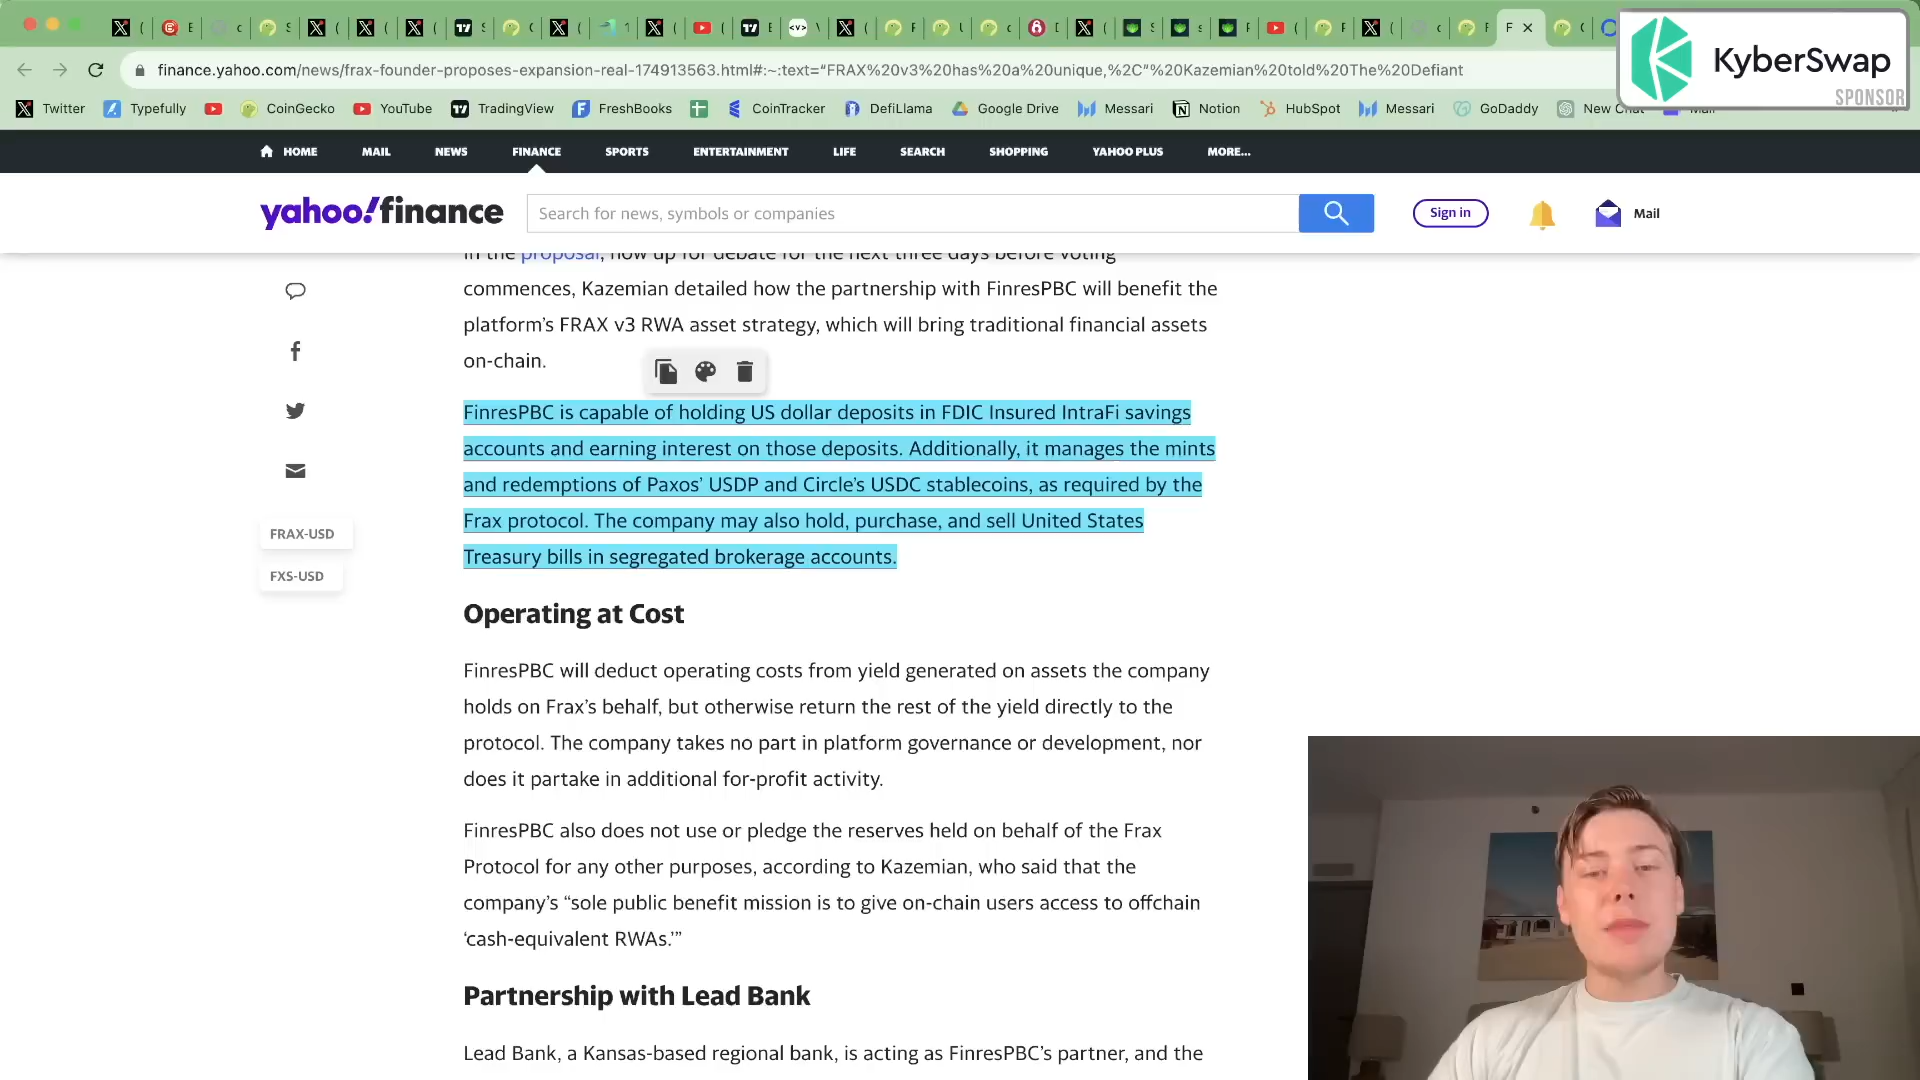 finance.yahoo.com/news/frax-founder-proposes-expansion-real-174913563.html#:~:text=“FRAX%20v3%20has%20a%20unique,%2C”%20Kazemian%20told%20The%20Defiant
KyberSwap
SPONSOR
Twitter Typefully CoinGecko YouTube TradingView FreshBooks CoinTracker DefiLlama Google Drive Messari Notion HubSpot Messari GoDaddy New Chat Mail
HOME MAIL NEWS FINANCE SPORTS ENTERTAINMENT LIFE SEARCH SHOPPING YAHOO PLUS MORE...
yahoo!finance
Search for news, symbols or companies
Sign in
Mail
In the proposal, now up for debate for the next three days before voting
commences, Kazemian detailed how the partnership with FinresPBC will benefit the
platform’s FRAX v3 RWA asset strategy, which will bring traditional financial assets
on-chain.
FinresPBC is capable of holding US dollar deposits in FDIC Insured IntraFi savings
accounts and earning interest on those deposits. Additionally, it manages the mints
and redemptions of Paxos’ USDP and Circle’s USDC stablecoins, as required by the
Frax protocol. The company may also hold, purchase, and sell United States
Treasury bills in segregated brokerage accounts.
FRAX-USD
FXS-USD
Operating at Cost
FinresPBC will deduct operating costs from yield generated on assets the company
holds on Frax’s behalf, but otherwise return the rest of the yield directly to the
protocol. The company takes no part in platform governance or development, nor
does it partake in additional for-profit activity.
FinresPBC also does not use or pledge the reserves held on behalf of the Frax
Protocol for any other purposes, according to Kazemian, who said that the
company’s “sole public benefit mission is to give on-chain users access to offchain
‘cash-equivalent RWAs.’”
Partnership with Lead Bank
Lead Bank, a Kansas-based regional bank, is acting as FinresPBC’s partner, and the